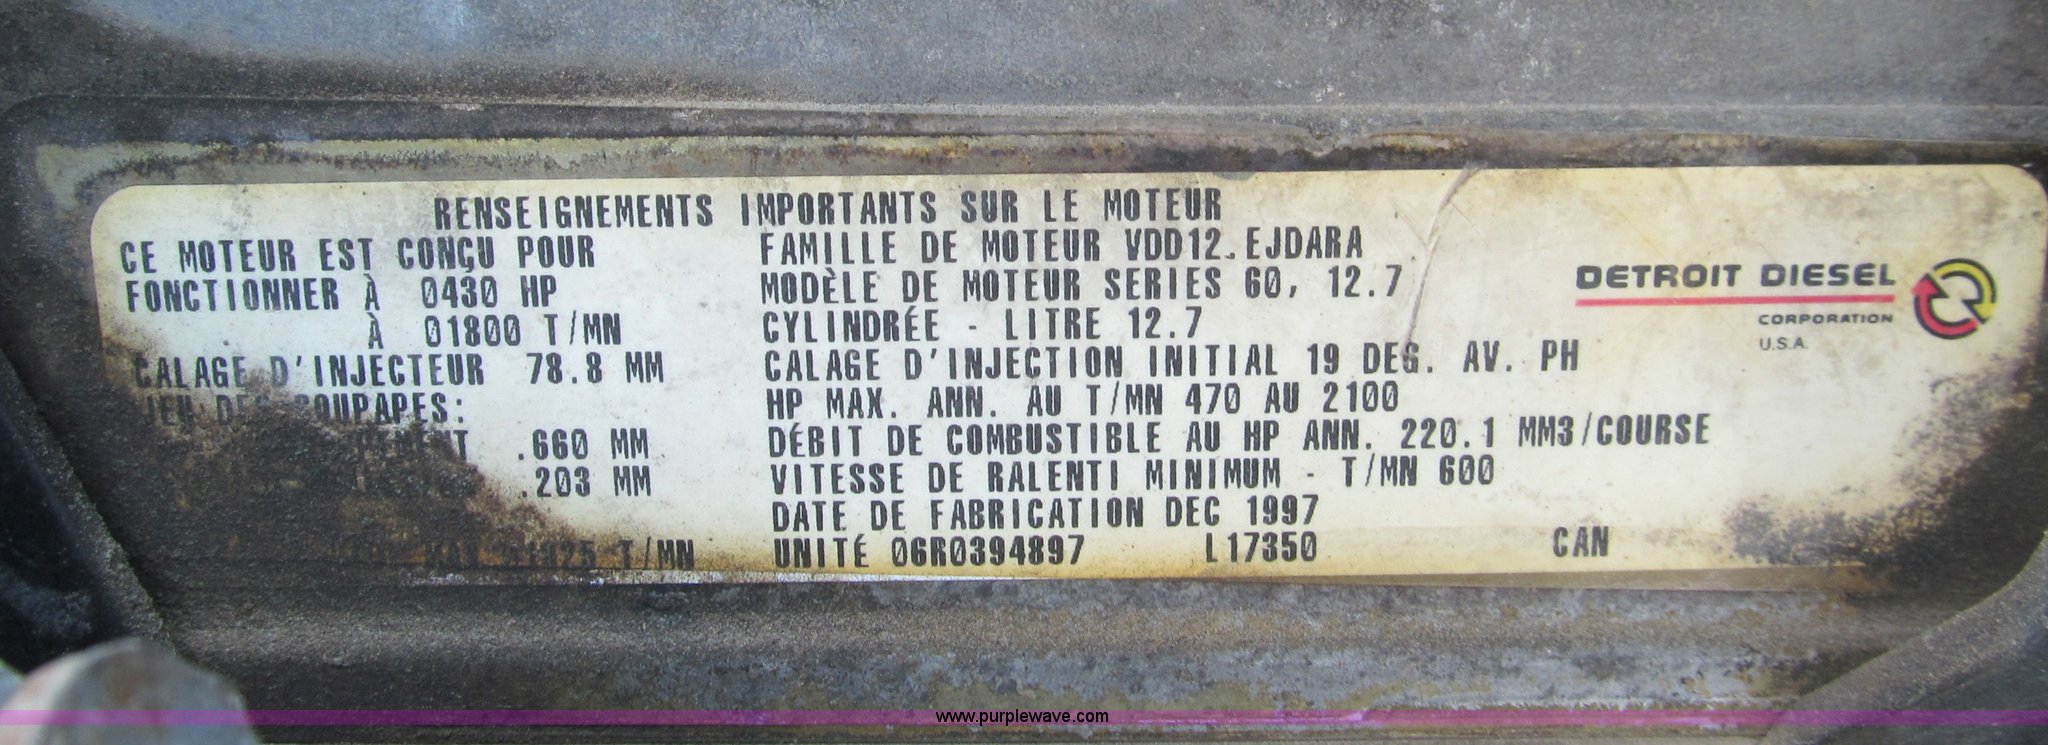 RENSEIGNEMENTS IMPORTANTS SUR LE MOTEUR
CE MOTEUR EST CONÇU POUR
FONCTIONNER À 0430 HP
À 01800 T/MN
CALAGE D'INJECTEUR 78.8 MM
JEU DES SOUPAPES:
.660 MM
.203 MM
MAX T/MN
FAMILLE DE MOTEUR VDD12.EJDARA
MODÈLE DE MOTEUR SERIES 60, 12.7
CYLINDRÉE - LITRE 12.7
CALAGE D'INJECTION INITIAL 19 DEG. AV. PH
HP MAX. ANN. AU T/MN 470 AU 2100
DÉBIT DE COMBUSTIBLE AU HP ANN. 220.1 MM3/COURSE
VITESSE DE RALENTI MINIMUM - T/MN 600
DATE DE FABRICATION DEC 1997
UNITÉ 06R0394897 L17350 CAN
DETROIT DIESEL
CORPORATION
U.S.A.
www.purplewave.com